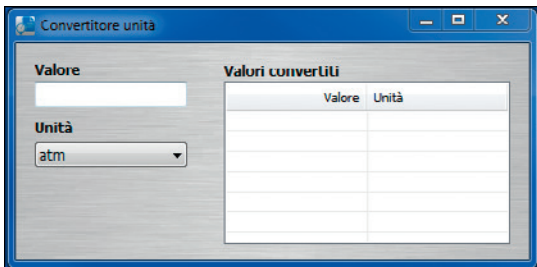 Convertitore unità
Valore
Valori convertiti
Valore Unità
Unità
atm